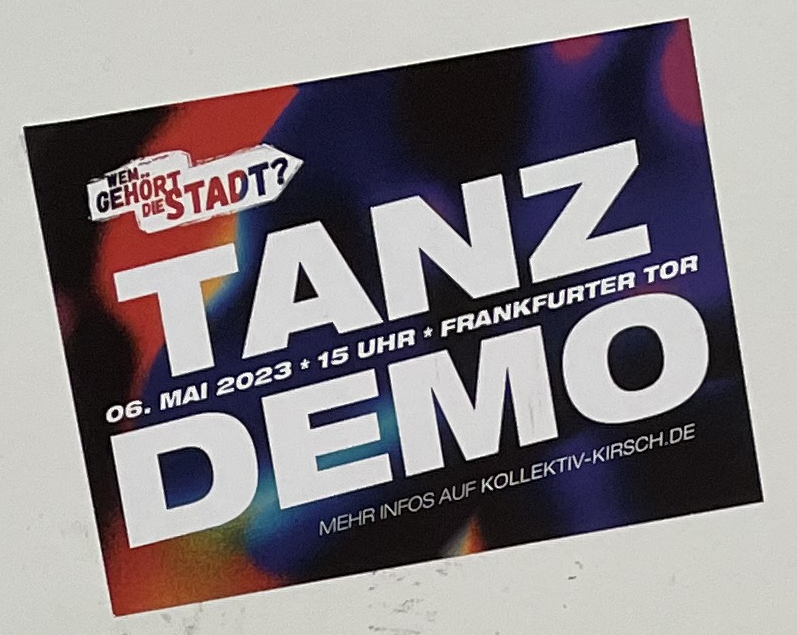 WEM
GEHÖRT
DIE STADT?
TANZ
06. MAI 2023 * 15 UHR * FRANKFURTER TOR
DEMO
MEHR INFOS AUF KOLLEKTIV-KIRSCH.DE